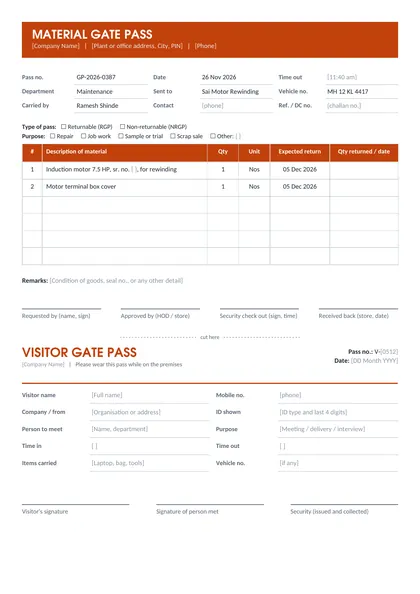 MATERIAL GATE PASS
[Company Name] | [Plant or office address, City, PIN] | [Phone]
Pass no. GP-2026-0387 Date 26 Nov 2026 Time out [11:40 am]
Department Maintenance Sent to Sai Motor Rewinding Vehicle no. MH 12 KL 4417
Carried by Ramesh Shinde Contact [phone] Ref. / DC no. [challan no.]
Type of pass: ☐ Returnable (RGP) ☐ Non-returnable (NRGP)
Purpose: ☐ Repair ☐ Job work ☐ Sample or trial ☐ Scrap sale ☐ Other: [ ]
# Description of material Qty Unit Expected return Qty returned / date
1 Induction motor 7.5 HP, sr. no. [ ], for rewinding 1 Nos 05 Dec 2026
2 Motor terminal box cover 1 Nos 05 Dec 2026
Remarks: [Condition of goods, seal no., or any other detail]
Requested by (name, sign) Approved by (HOD / store) Security check out (sign, time) Received back (store, date)
cut here
VISITOR GATE PASS
Pass no.: V-[0512]
[Company Name] | Please wear this pass while on the premises
Date: [DD Month YYYY]
Visitor name [Full name] Mobile no. [phone]
Company / from [Organisation or address] ID shown [ID type and last 4 digits]
Person to meet [Name, department] Purpose [Meeting / delivery / interview]
Time in [ ] Time out [ ]
Items carried [Laptop, bag, tools] Vehicle no. [if any]
Visitor's signature Signature of person met Security (issued and collected)